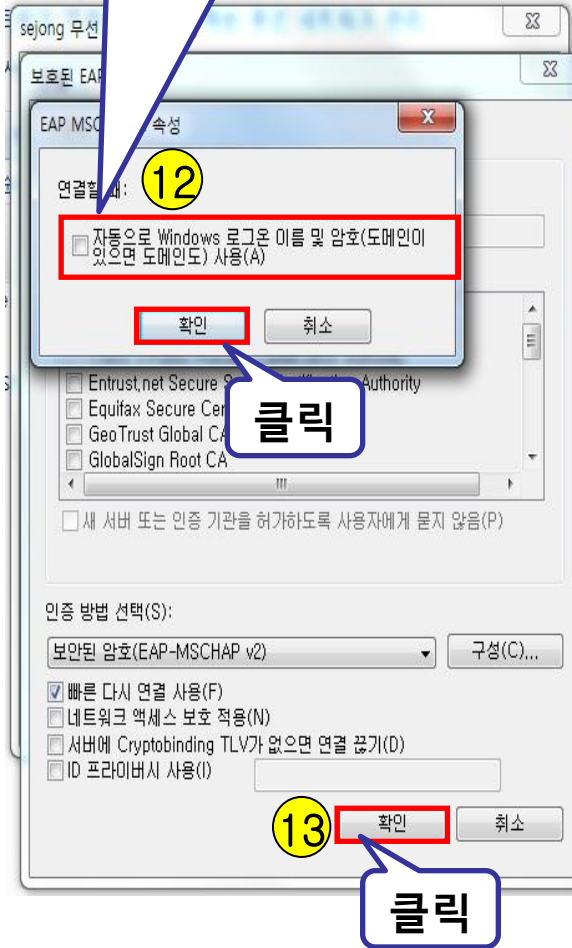 sejong 무선
보호된 EAP
EAP MSC 속성
연결할 때:
12
자동으로 Windows 로그온 이름 및 암호(도메인이
있으면 도메인도) 사용(A)
확인 취소
클릭
Entrust,net Secure Authority
Equifax Secure Cer
GeoTrust Global CA
GlobalSign Root CA
새 서버 또는 인증 기관을 허가하도록 사용자에게 묻지 않음(P)
인증 방법 선택(S):
보안된 암호(EAP-MSCHAP v2) 구성(C)...
빠른 다시 연결 사용(F)
네트워크 액세스 보호 적용(N)
서버에 Cryptobinding TLV가 없으면 연결 끊기(D)
ID 프라이버시 사용(I)
13 확인 취소
클릭